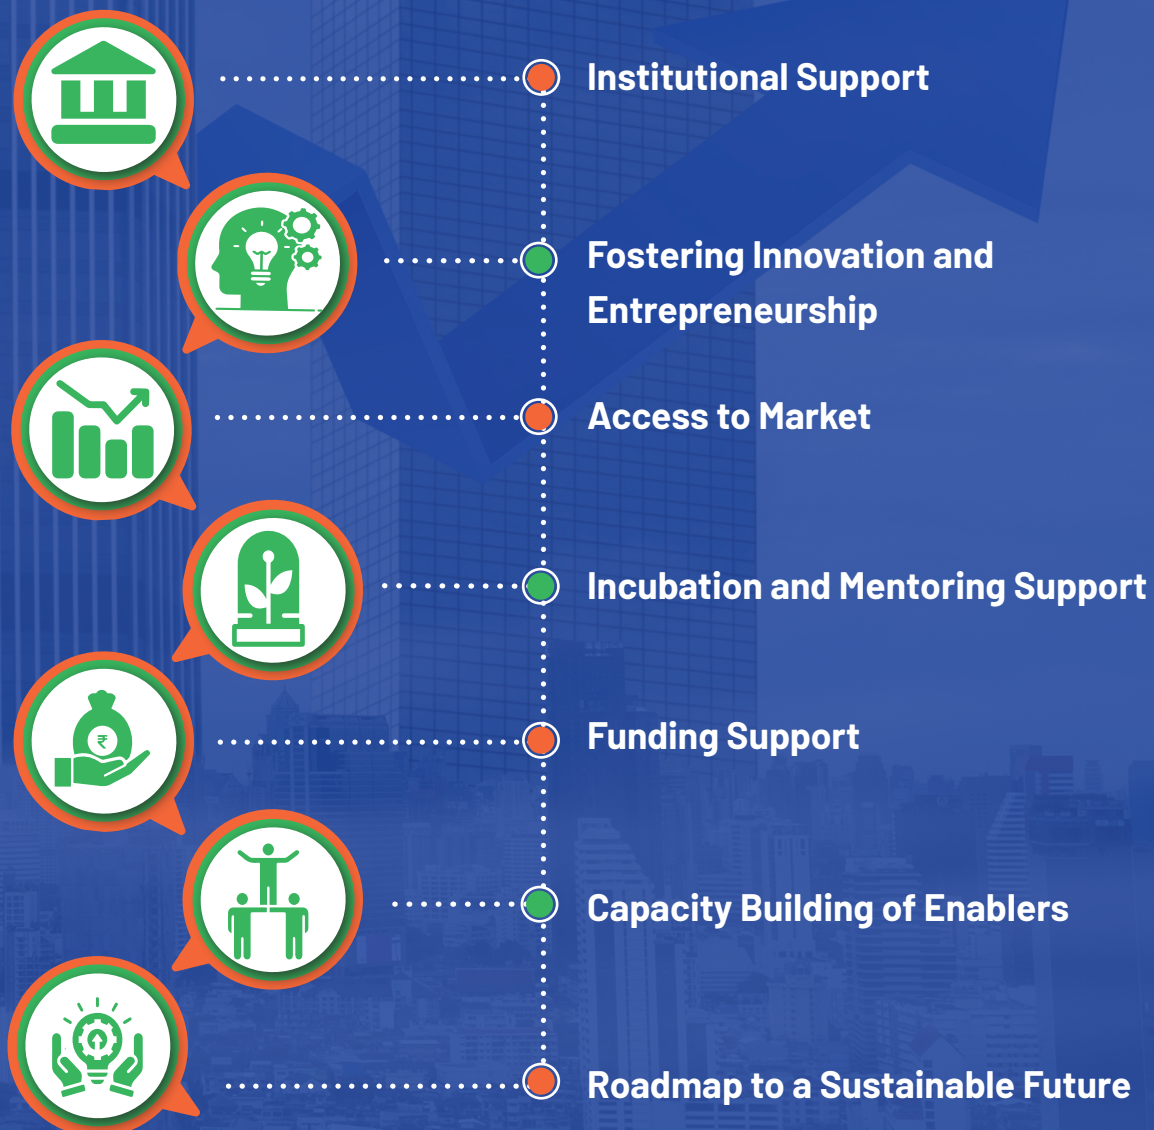 Institutional Support
Fostering Innovation and
Entrepreneurship
Access to Market
Incubation and Mentoring Support
₹
Funding Support
Capacity Building of Enablers
Roadmap to a Sustainable Future